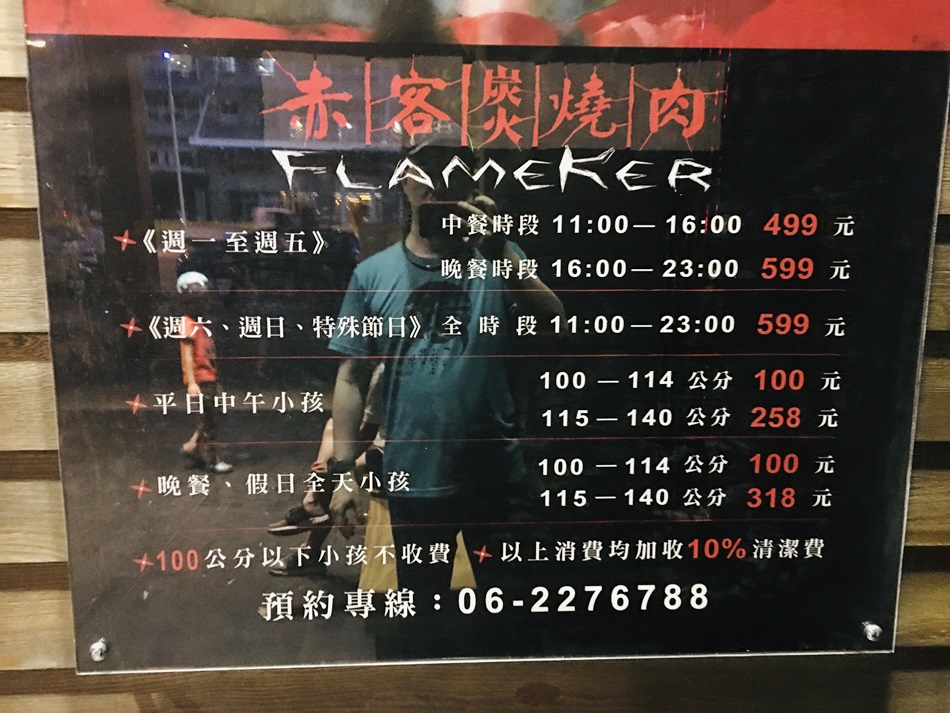 赤客炭火燒肉
FLAMEKER
《週一至週五》 中餐時段 11:00—16:00 499 元
晚餐時段 16:00—23:00 599 元
《週六、週日、特殊節日》 全時段 11:00—23:00 599 元
平日中午小孩 100—114 公分 100 元
115—140 公分 258 元
晚餐、假日全天小孩 100—114 公分 100 元
115—140 公分 318 元
100公分以下小孩不收費 以上消費均加收10%清潔費
預約專線：06-2276788